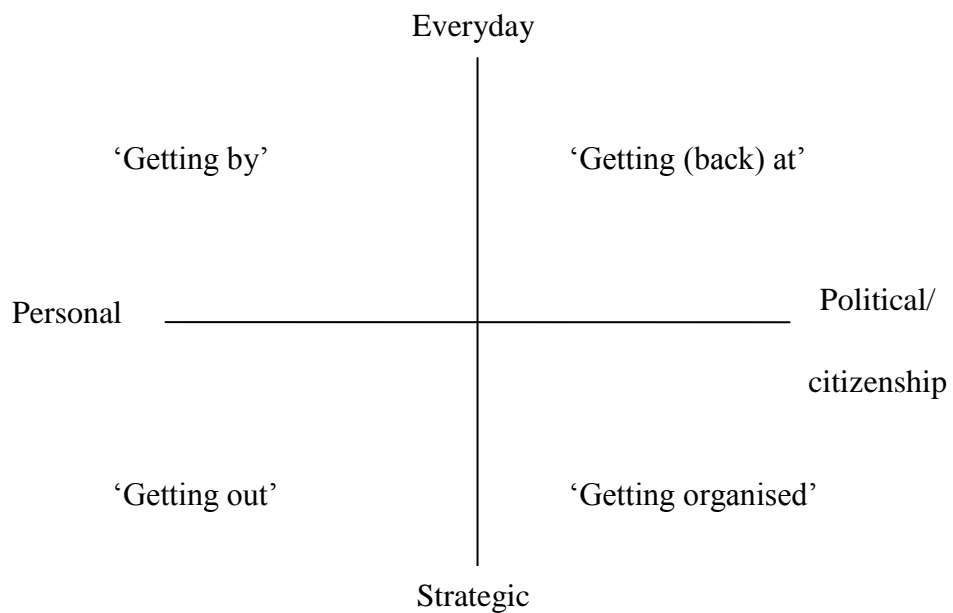 Everyday
‘Getting by’ ‘Getting (back) at’
Personal
Political/
citizenship
‘Getting out’ ‘Getting organised’
Strategic